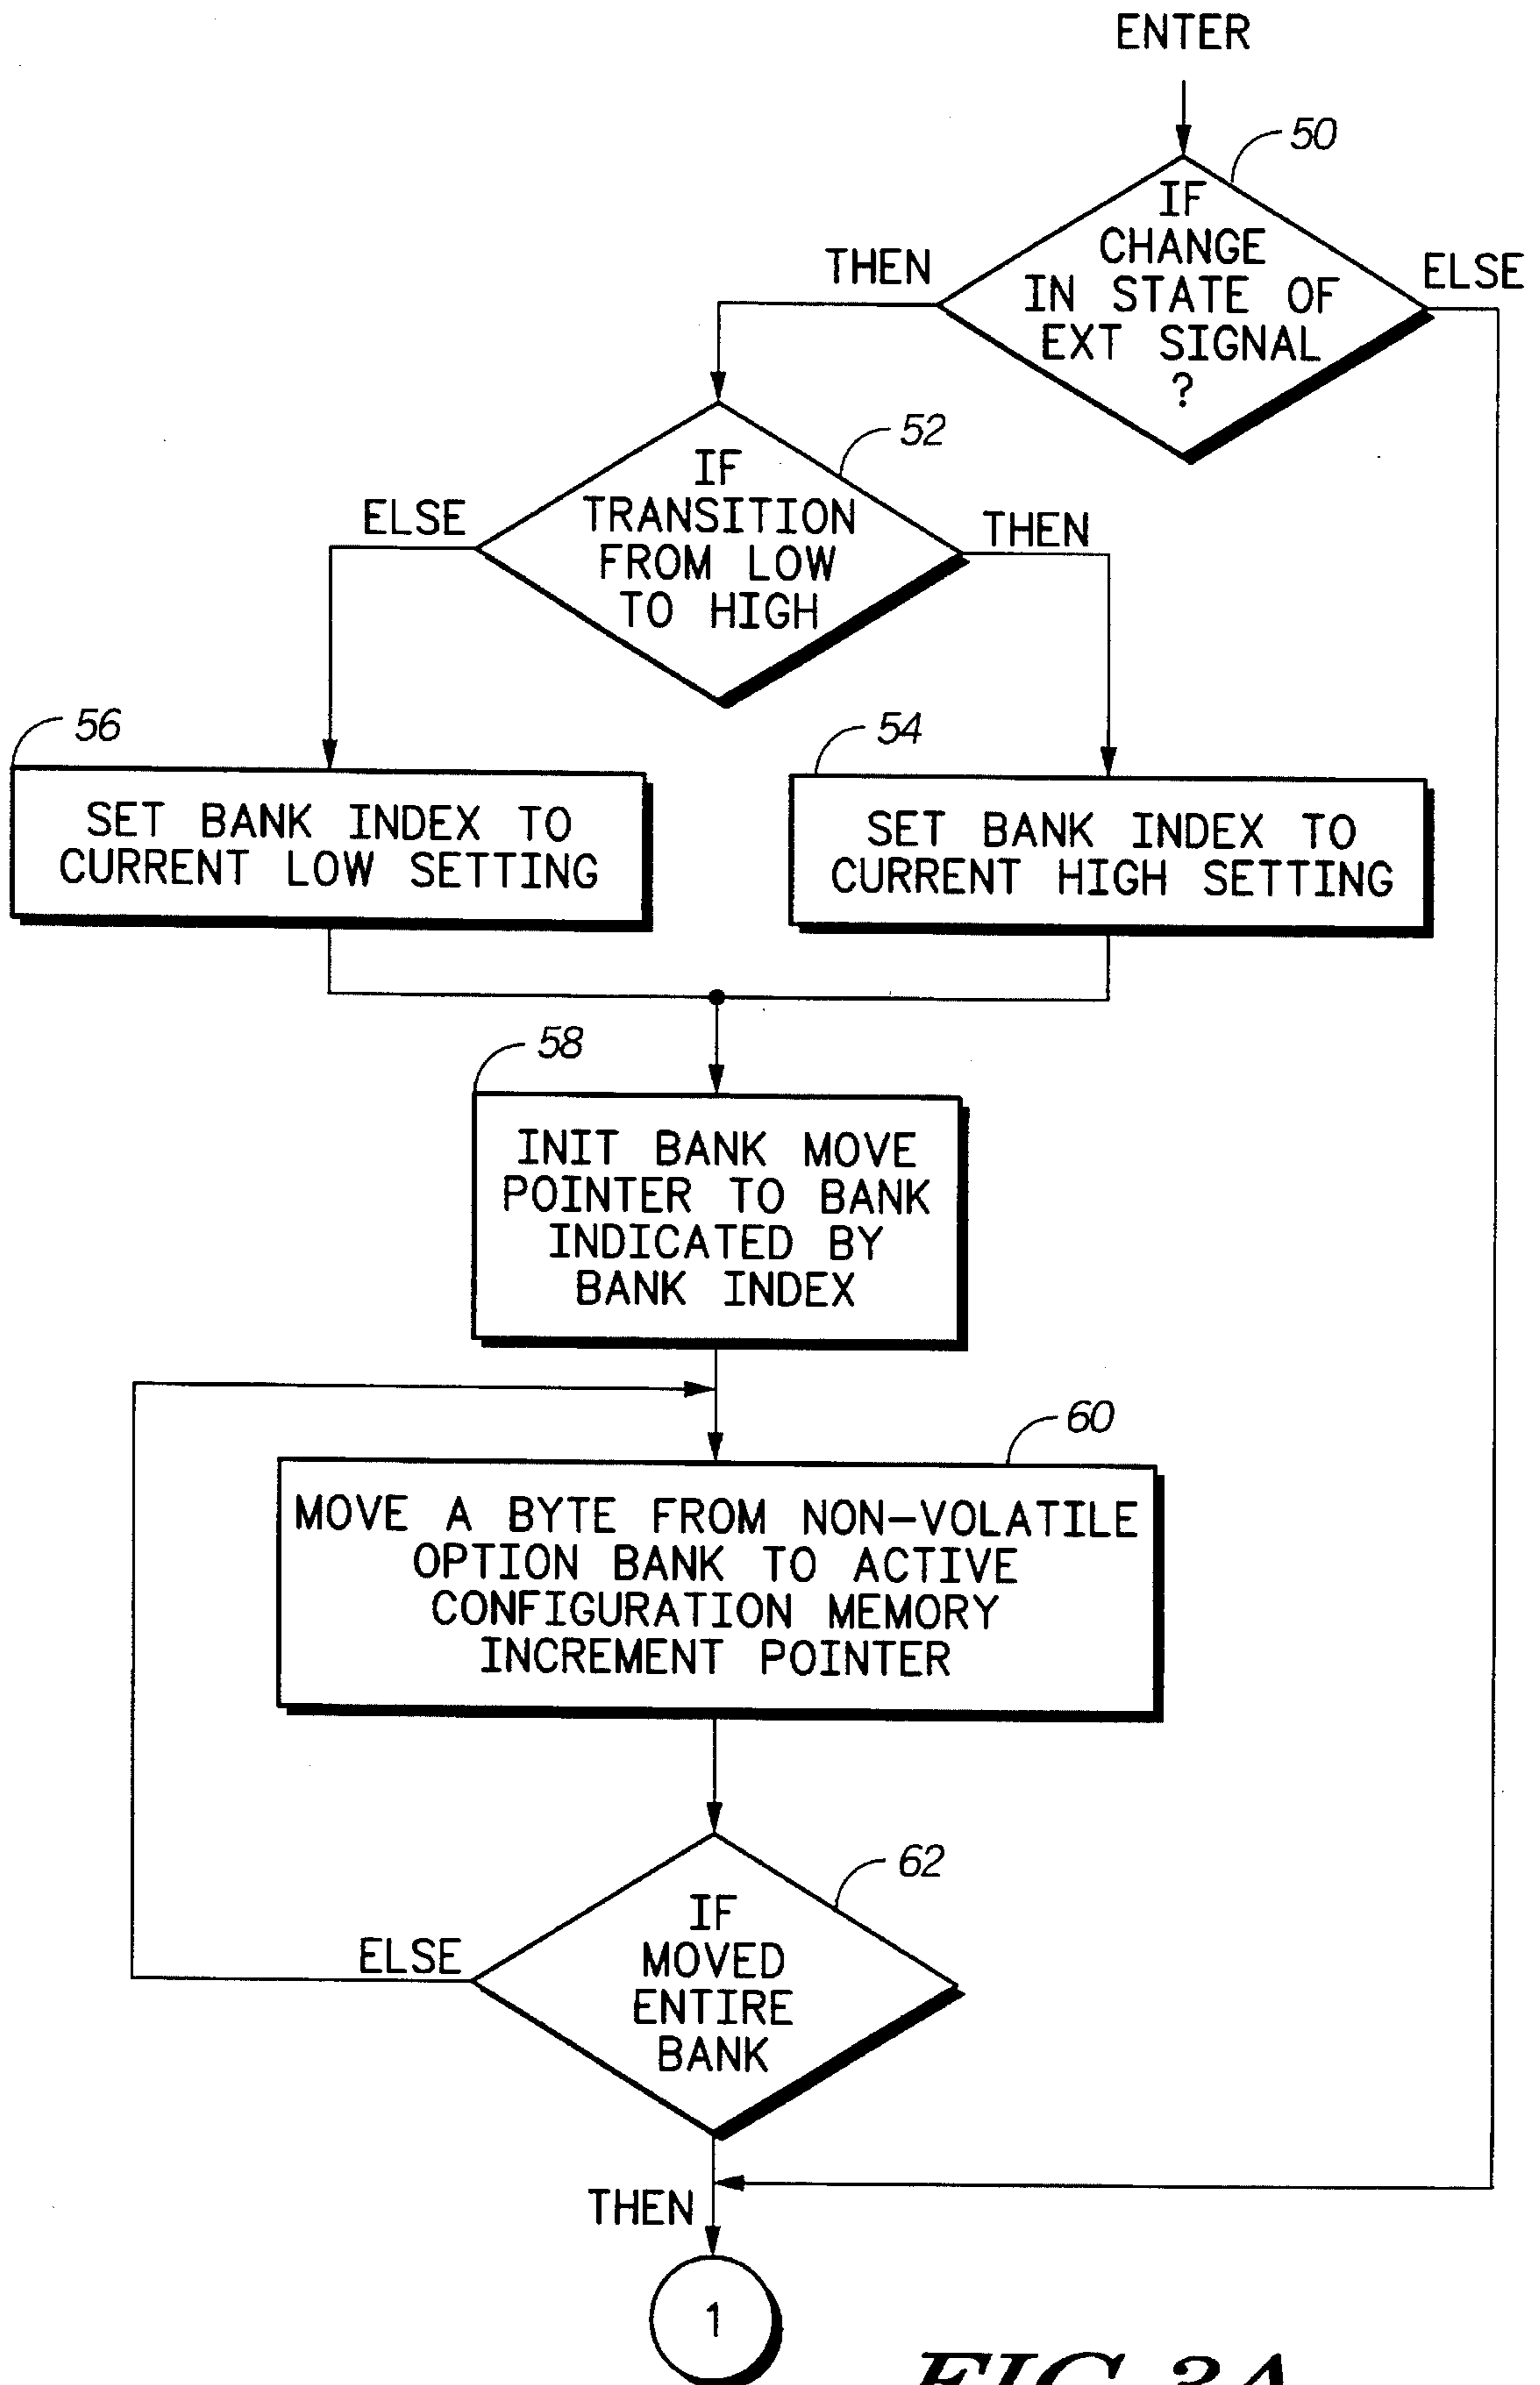 ENTER
50
IF
CHANGE
IN STATE OF
EXT SIGNAL
?
THEN
ELSE
52
IF
TRANSITION
FROM LOW
TO HIGH
ELSE
THEN
56
SET BANK INDEX TO
CURRENT LOW SETTING
54
SET BANK INDEX TO
CURRENT HIGH SETTING
58
INIT BANK MOVE
POINTER TO BANK
INDICATED BY
BANK INDEX
60
MOVE A BYTE FROM NON-VOLATILE
OPTION BANK TO ACTIVE
CONFIGURATION MEMORY
INCREMENT POINTER
62
IF
MOVED
ENTIRE
BANK
ELSE
THEN
1
FIG. 3A